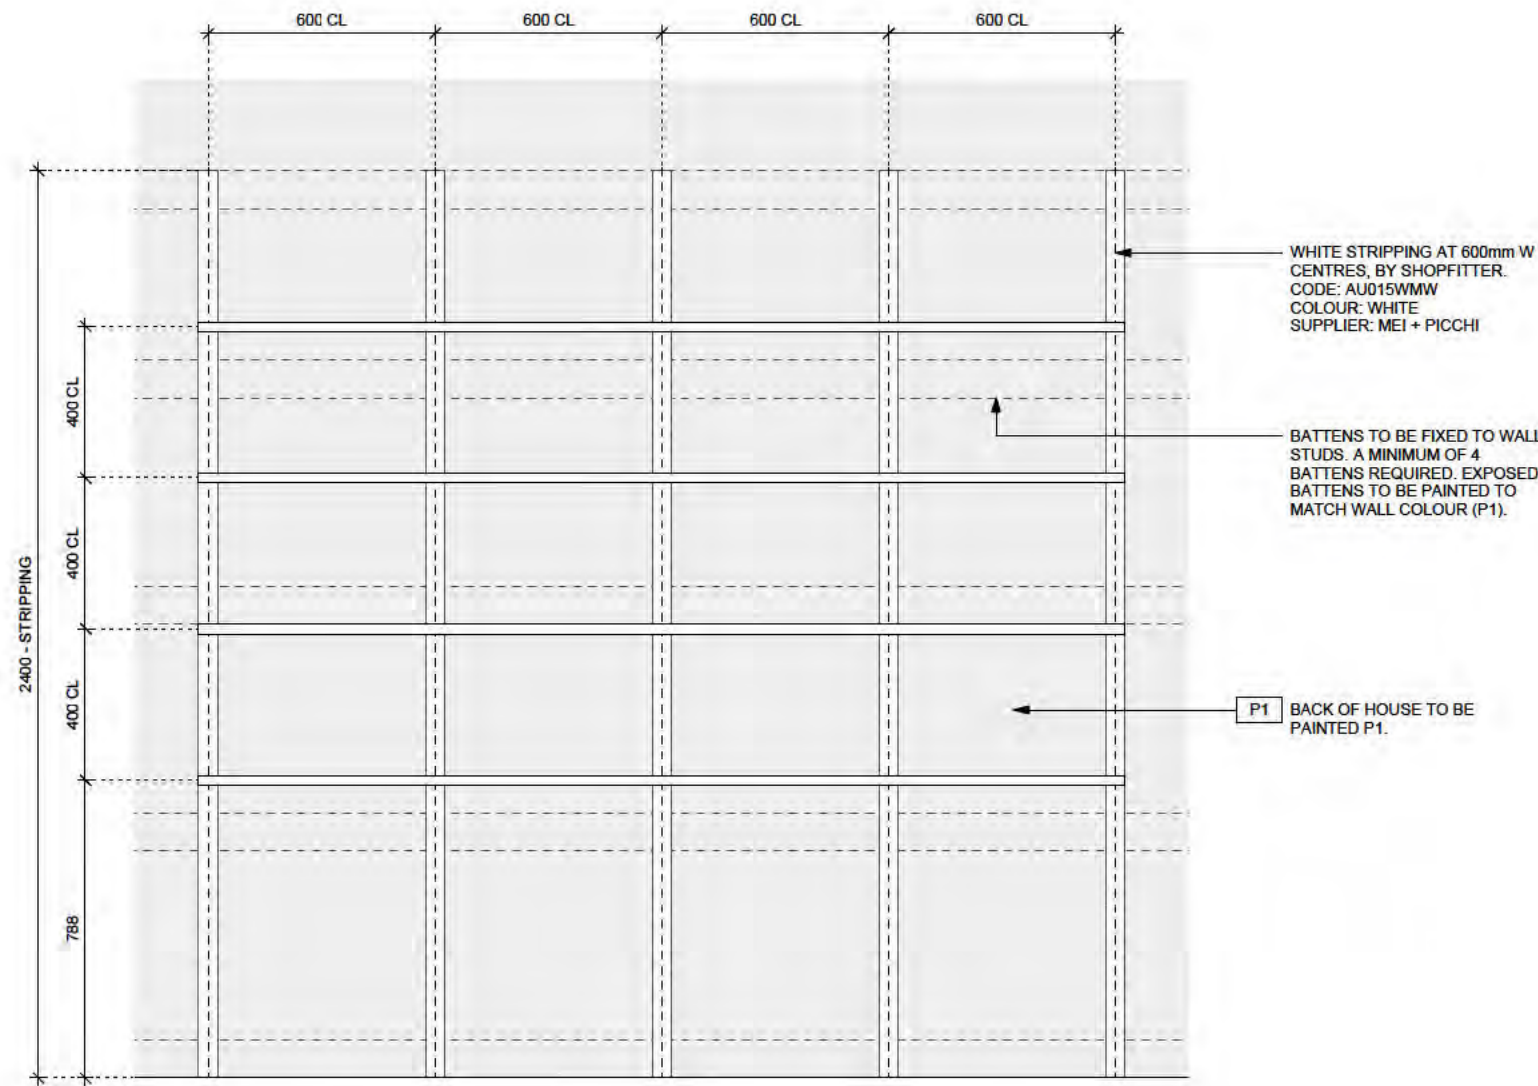 600 CL
600 CL
600 CL
600 CL
WHITE STRIPPING AT 600mm W
CENTRES, BY SHOPFITTER.
CODE: AU015WMW
COLOUR: WHITE
SUPPLIER: MEI + PICCHI
400 CL
BATTENS TO BE FIXED TO WALL
STUDS. A MINIMUM OF 4
BATTENS REQUIRED. EXPOSED
BATTENS TO BE PAINTED TO
MATCH WALL COLOUR (P1).
400 CL
2400 - STRIPPING
400 CL
P1 BACK OF HOUSE TO BE
PAINTED P1.
788